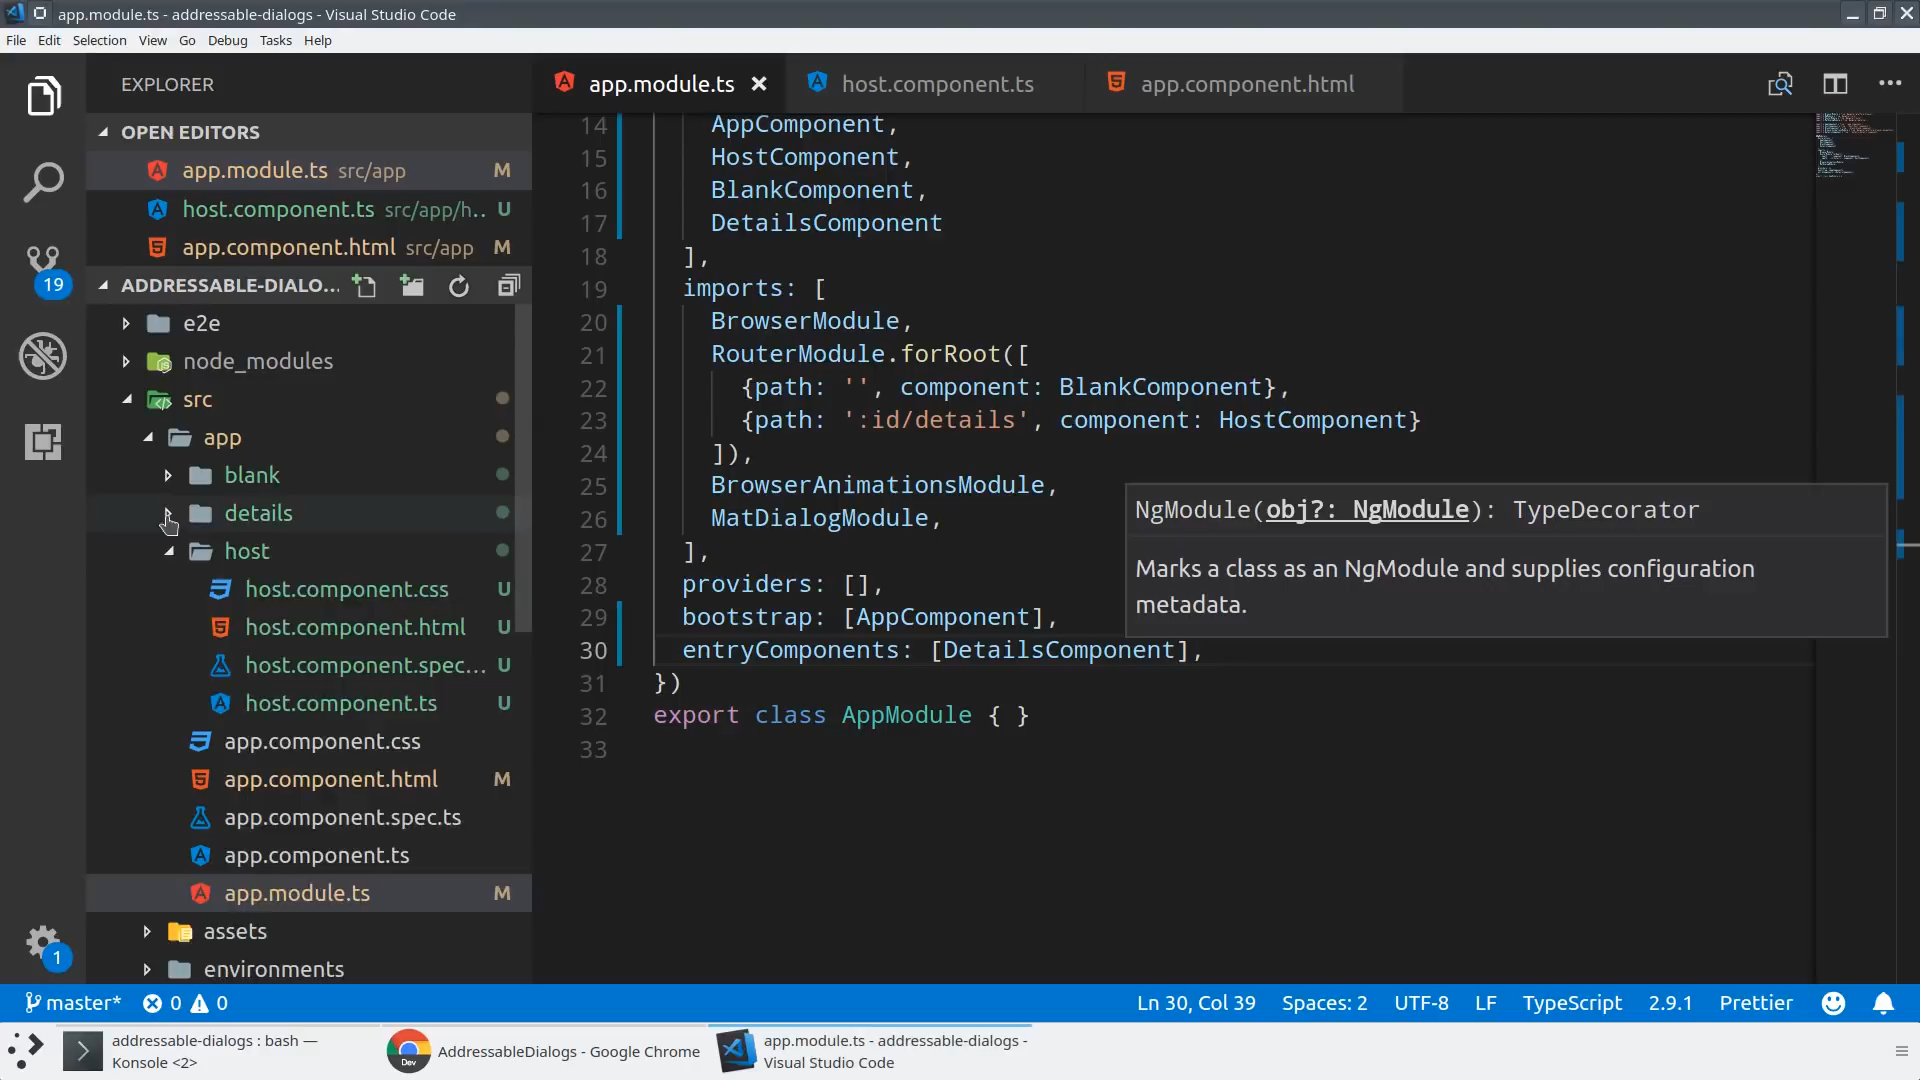 app.module.ts - addressable-dialogs - Visual Studio Code
File Edit Selection View Go Debug Tasks Help
EXPLORER
OPEN EDITORS
app.module.ts src/app M
host.component.ts src/app/h... U
app.component.html src/app M
19
ADDRESSABLE-DIALO...
e2e
node_modules
src
app
blank
details
host
host.component.css U
host.component.html U
host.component.spec... U
host.component.ts U
app.component.css
app.component.html M
app.component.spec.ts
app.component.ts
app.module.ts M
assets
environments
1
app.module.ts host.component.ts app.component.html
14 AppComponent,
15 HostComponent,
16 BlankComponent,
17 DetailsComponent
18 ],
19 imports: [
20 BrowserModule,
21 RouterModule.forRoot([
22 {path: '', component: BlankComponent},
23 {path: ':id/details', component: HostComponent}
24 ]),
25 BrowserAnimationsModule,
26 MatDialogModule,
27 ],
28 providers: [],
29 bootstrap: [AppComponent],
30 entryComponents: [DetailsComponent],
31 })
32 export class AppModule { }
33
NgModule(obj?: NgModule): TypeDecorator
Marks a class as an NgModule and supplies configuration
metadata.
master* 0 0 Ln 30, Col 39 Spaces: 2 UTF-8 LF TypeScript 2.9.1 Prettier
addressable-dialogs : bash —
Konsole <2>
Dev
AddressableDialogs - Google Chrome
app.module.ts - addressable-dialogs -
Visual Studio Code